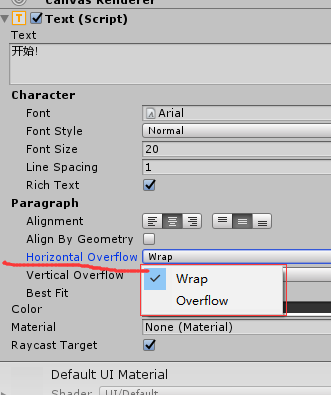 Canvas Renderer
Text (Script)
Text
开始!
Character
Font Arial
Font Style Normal
Font Size 20
Line Spacing 1
Rich Text
Paragraph
Alignment
Align By Geometry
Horizontal Overflow Wrap
Vertical Overflow Wrap
Best Fit Overflow
Color
Material None (Material)
Raycast Target
Default UI Material
Shader UI/Default